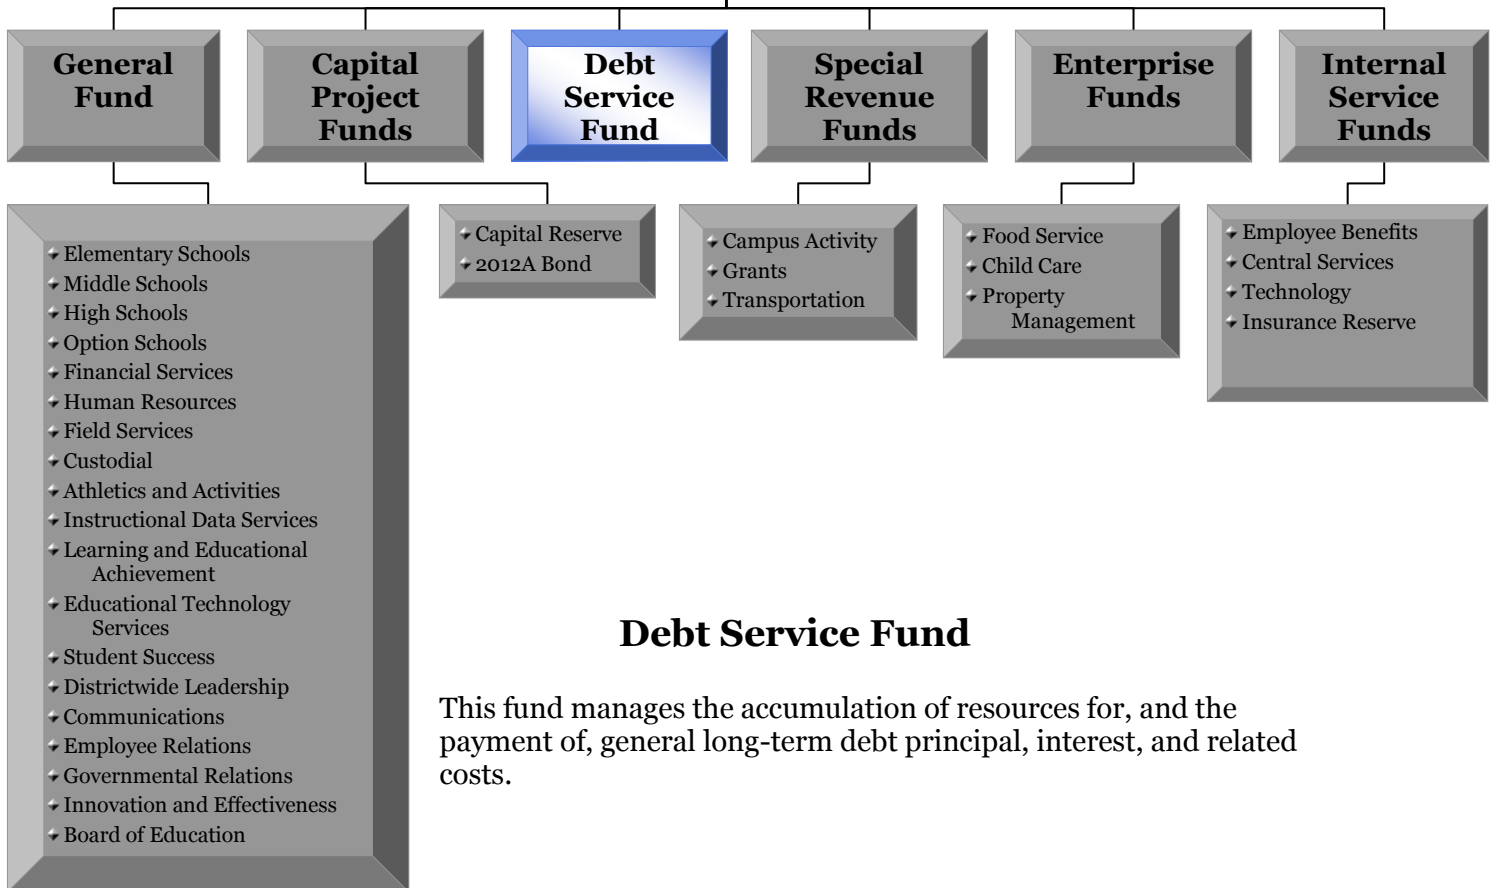 General
Fund
Capital
Project
Funds
Debt
Service
Fund
Special
Revenue
Funds
Enterprise
Funds
Internal
Service
Funds
Elementary Schools
Middle Schools
High Schools
Option Schools
Financial Services
Human Resources
Field Services
Custodial
Athletics and Activities
Instructional Data Services
Learning and Educational
Achievement
Educational Technology
Services
Student Success
Districtwide Leadership
Communications
Employee Relations
Governmental Relations
Innovation and Effectiveness
Board of Education
Capital Reserve
2012A Bond
Campus Activity
Grants
Transportation
Food Service
Child Care
Property
Management
Employee Benefits
Central Services
Technology
Insurance Reserve
Debt Service Fund
This fund manages the accumulation of resources for, and the
payment of, general long-term debt principal, interest, and related
costs.